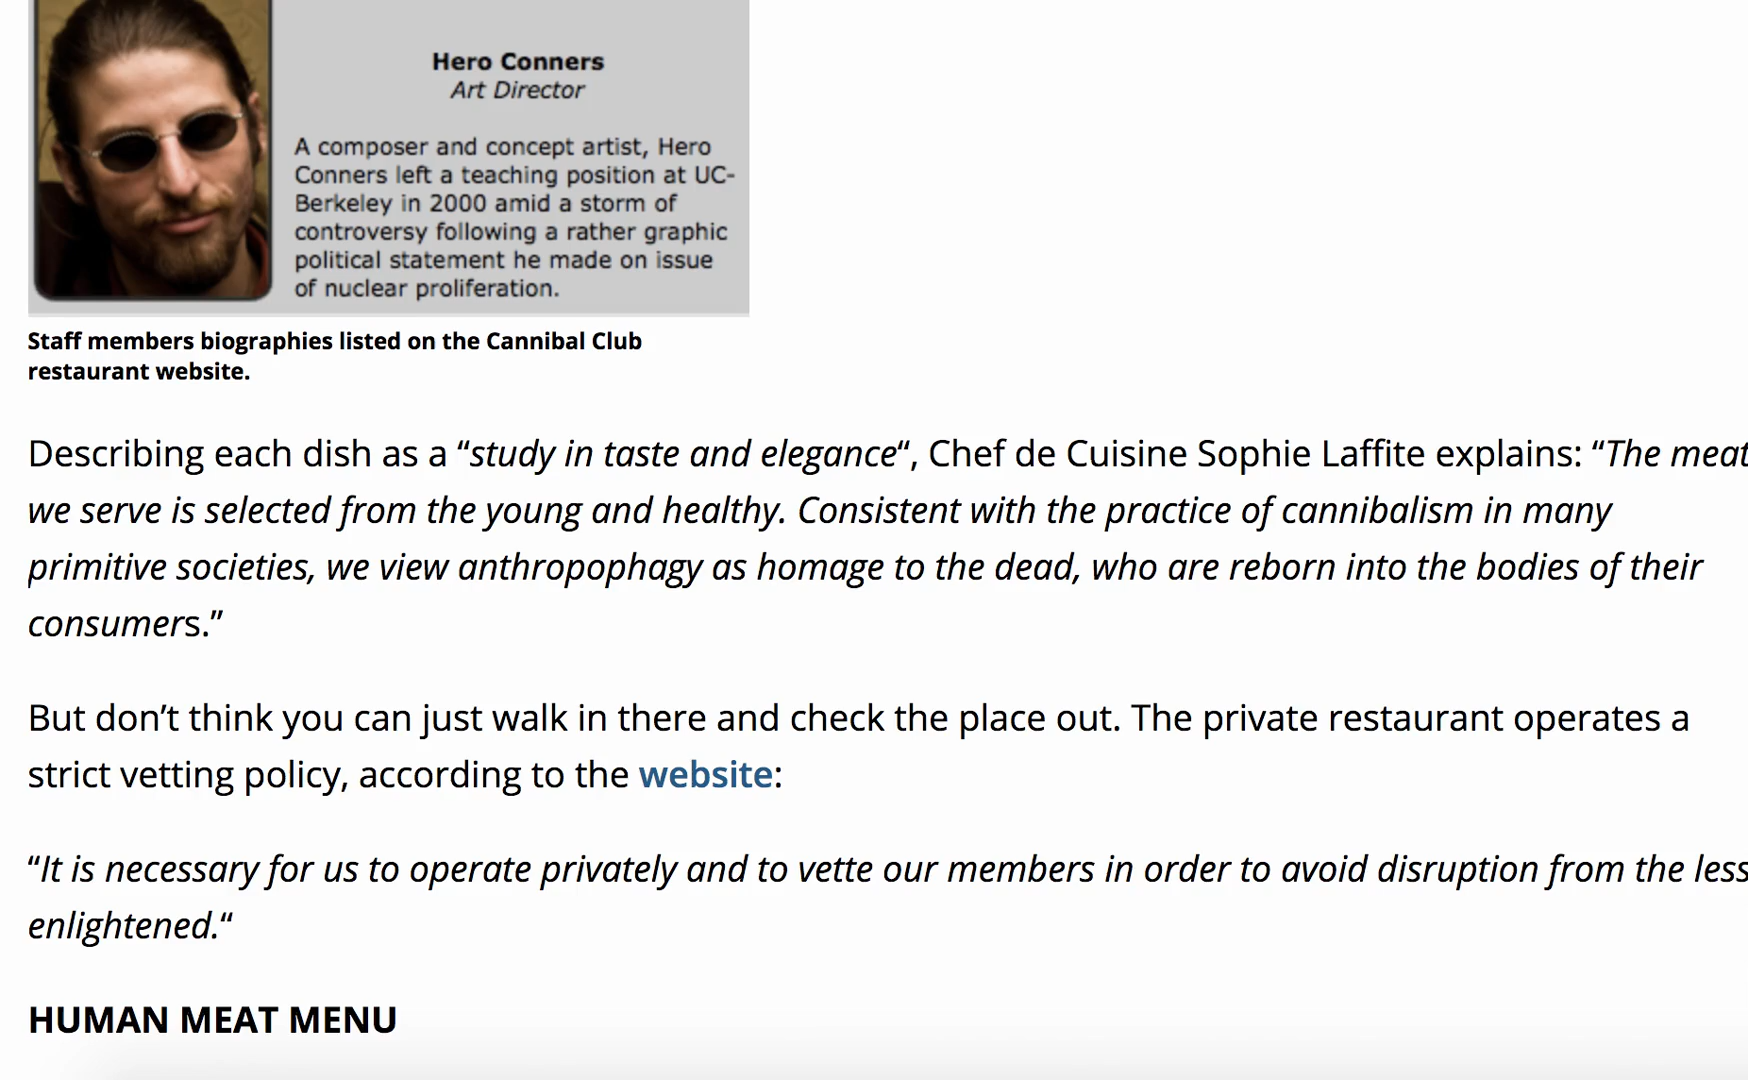 Hero Conners
Art Director
A composer and concept artist, Hero
Conners left a teaching position at UC-
Berkeley in 2000 amid a storm of
controversy following a rather graphic
political statement he made on issue
of nuclear proliferation.
Staff members biographies listed on the Cannibal Club
restaurant website.
Describing each dish as a “study in taste and elegance“, Chef de Cuisine Sophie Laffite explains: “The meat
we serve is selected from the young and healthy. Consistent with the practice of cannibalism in many
primitive societies, we view anthropophagy as homage to the dead, who are reborn into the bodies of their
consumers.”
But don’t think you can just walk in there and check the place out. The private restaurant operates a
strict vetting policy, according to the website:
“It is necessary for us to operate privately and to vette our members in order to avoid disruption from the less
enlightened.“
HUMAN MEAT MENU